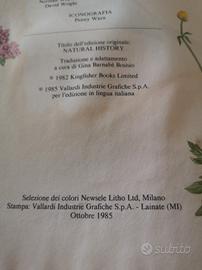 David Wright
ICONOGRAFIA
Penny Warn
Titolo dell'edizione originale:
NATURAL HISTORY
Traduzione e adattamento
a cura di Gina Barnabè Bosisio
© 1982 Kingfisher Books Limited
© 1985 Vallardi Industrie Grafiche S.p.A.
per l'edizione in lingua italiana
Selezione dei colori Newsele Litho Ltd, Milano
Stampa: Vallardi Industrie Grafiche S.p.A. - Lainate (MI)
Ottobre 1985
subito